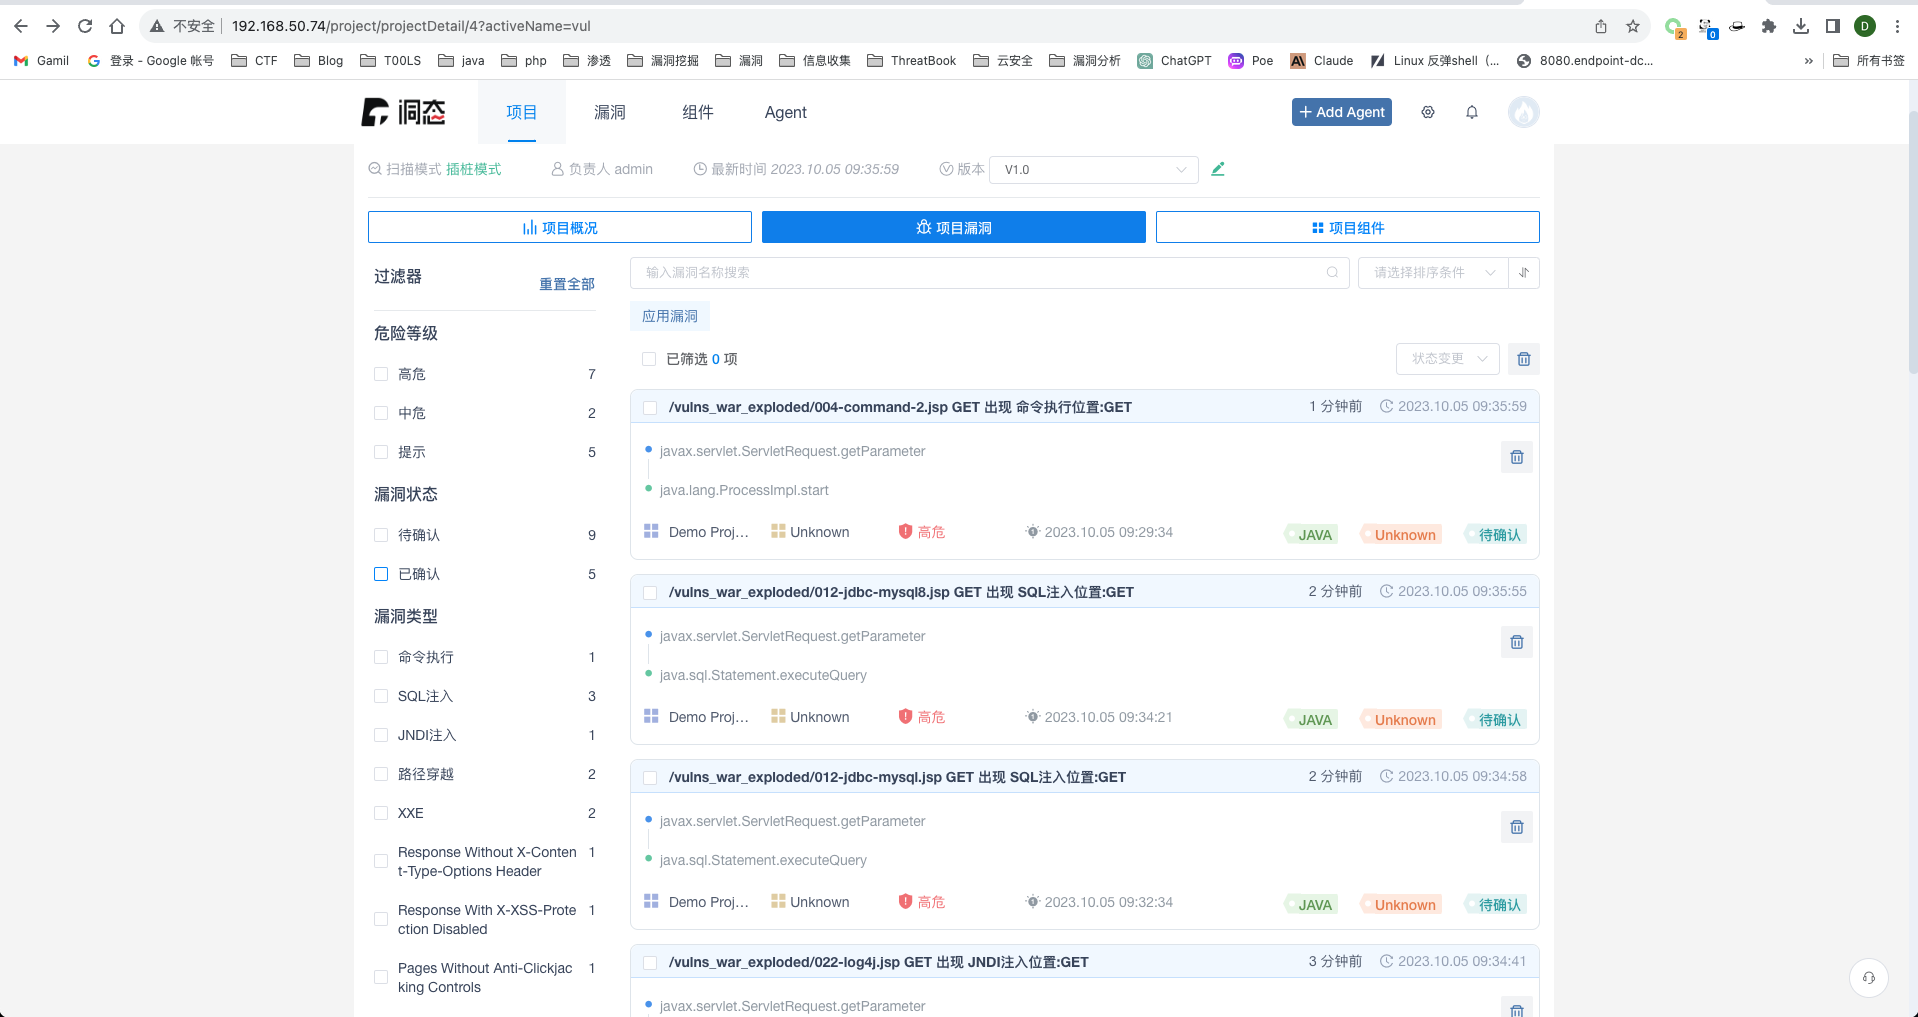 不安全 192.168.50.74/project/projectDetail/4?activeName=vul
2 0 D
Gamil 登录 - Google 帐号 CTF Blog T00LS java php 渗透 漏洞挖掘 漏洞 信息收集 ThreatBook 云安全 漏洞分析 ChatGPT Poe Claude Linux 反弹shell（... 8080.endpoint-dc... » 所有书签
洞态 项目 漏洞 组件 Agent + Add Agent
扫描模式 插桩模式 负责人 admin 最新时间 2023.10.05 09:35:59 版本 V1.0
项目概况 项目漏洞 项目组件
过滤器
重置全部
危险等级
高危 7
中危 2
提示 5
漏洞状态
待确认 9
已确认 5
漏洞类型
命令执行 1
SQL注入 3
JNDI注入 1
路径穿越 2
XXE 2
Response Without X-Conten 1
t-Type-Options Header
Response With X-XSS-Prote 1
ction Disabled
Pages Without Anti-Clickjac 1
king Controls
输入漏洞名称搜索 请选择排序条件
应用漏洞
已筛选 0 项 状态变更
/vulns_war_exploded/004-command-2.jsp GET 出现 命令执行位置:GET 1 分钟前 2023.10.05 09:35:59
javax.servlet.ServletRequest.getParameter
java.lang.ProcessImpl.start
Demo Proj... Unknown 高危 2023.10.05 09:29:34 JAVA Unknown 待确认
/vulns_war_exploded/012-jdbc-mysql8.jsp GET 出现 SQL注入位置:GET 2 分钟前 2023.10.05 09:35:55
javax.servlet.ServletRequest.getParameter
java.sql.Statement.executeQuery
Demo Proj... Unknown 高危 2023.10.05 09:34:21 JAVA Unknown 待确认
/vulns_war_exploded/012-jdbc-mysql.jsp GET 出现 SQL注入位置:GET 2 分钟前 2023.10.05 09:34:58
javax.servlet.ServletRequest.getParameter
java.sql.Statement.executeQuery
Demo Proj... Unknown 高危 2023.10.05 09:32:34 JAVA Unknown 待确认
/vulns_war_exploded/022-log4j.jsp GET 出现 JNDI注入位置:GET 3 分钟前 2023.10.05 09:34:41
javax.servlet.ServletRequest.getParameter